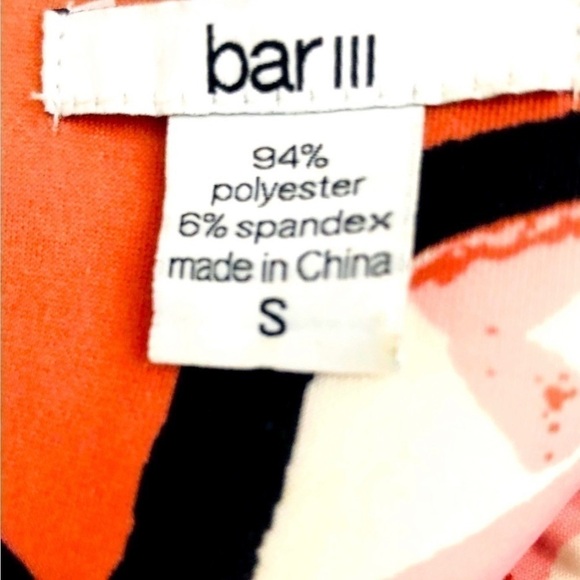 bar III
94%
polyester
6% spandex
made in China
S